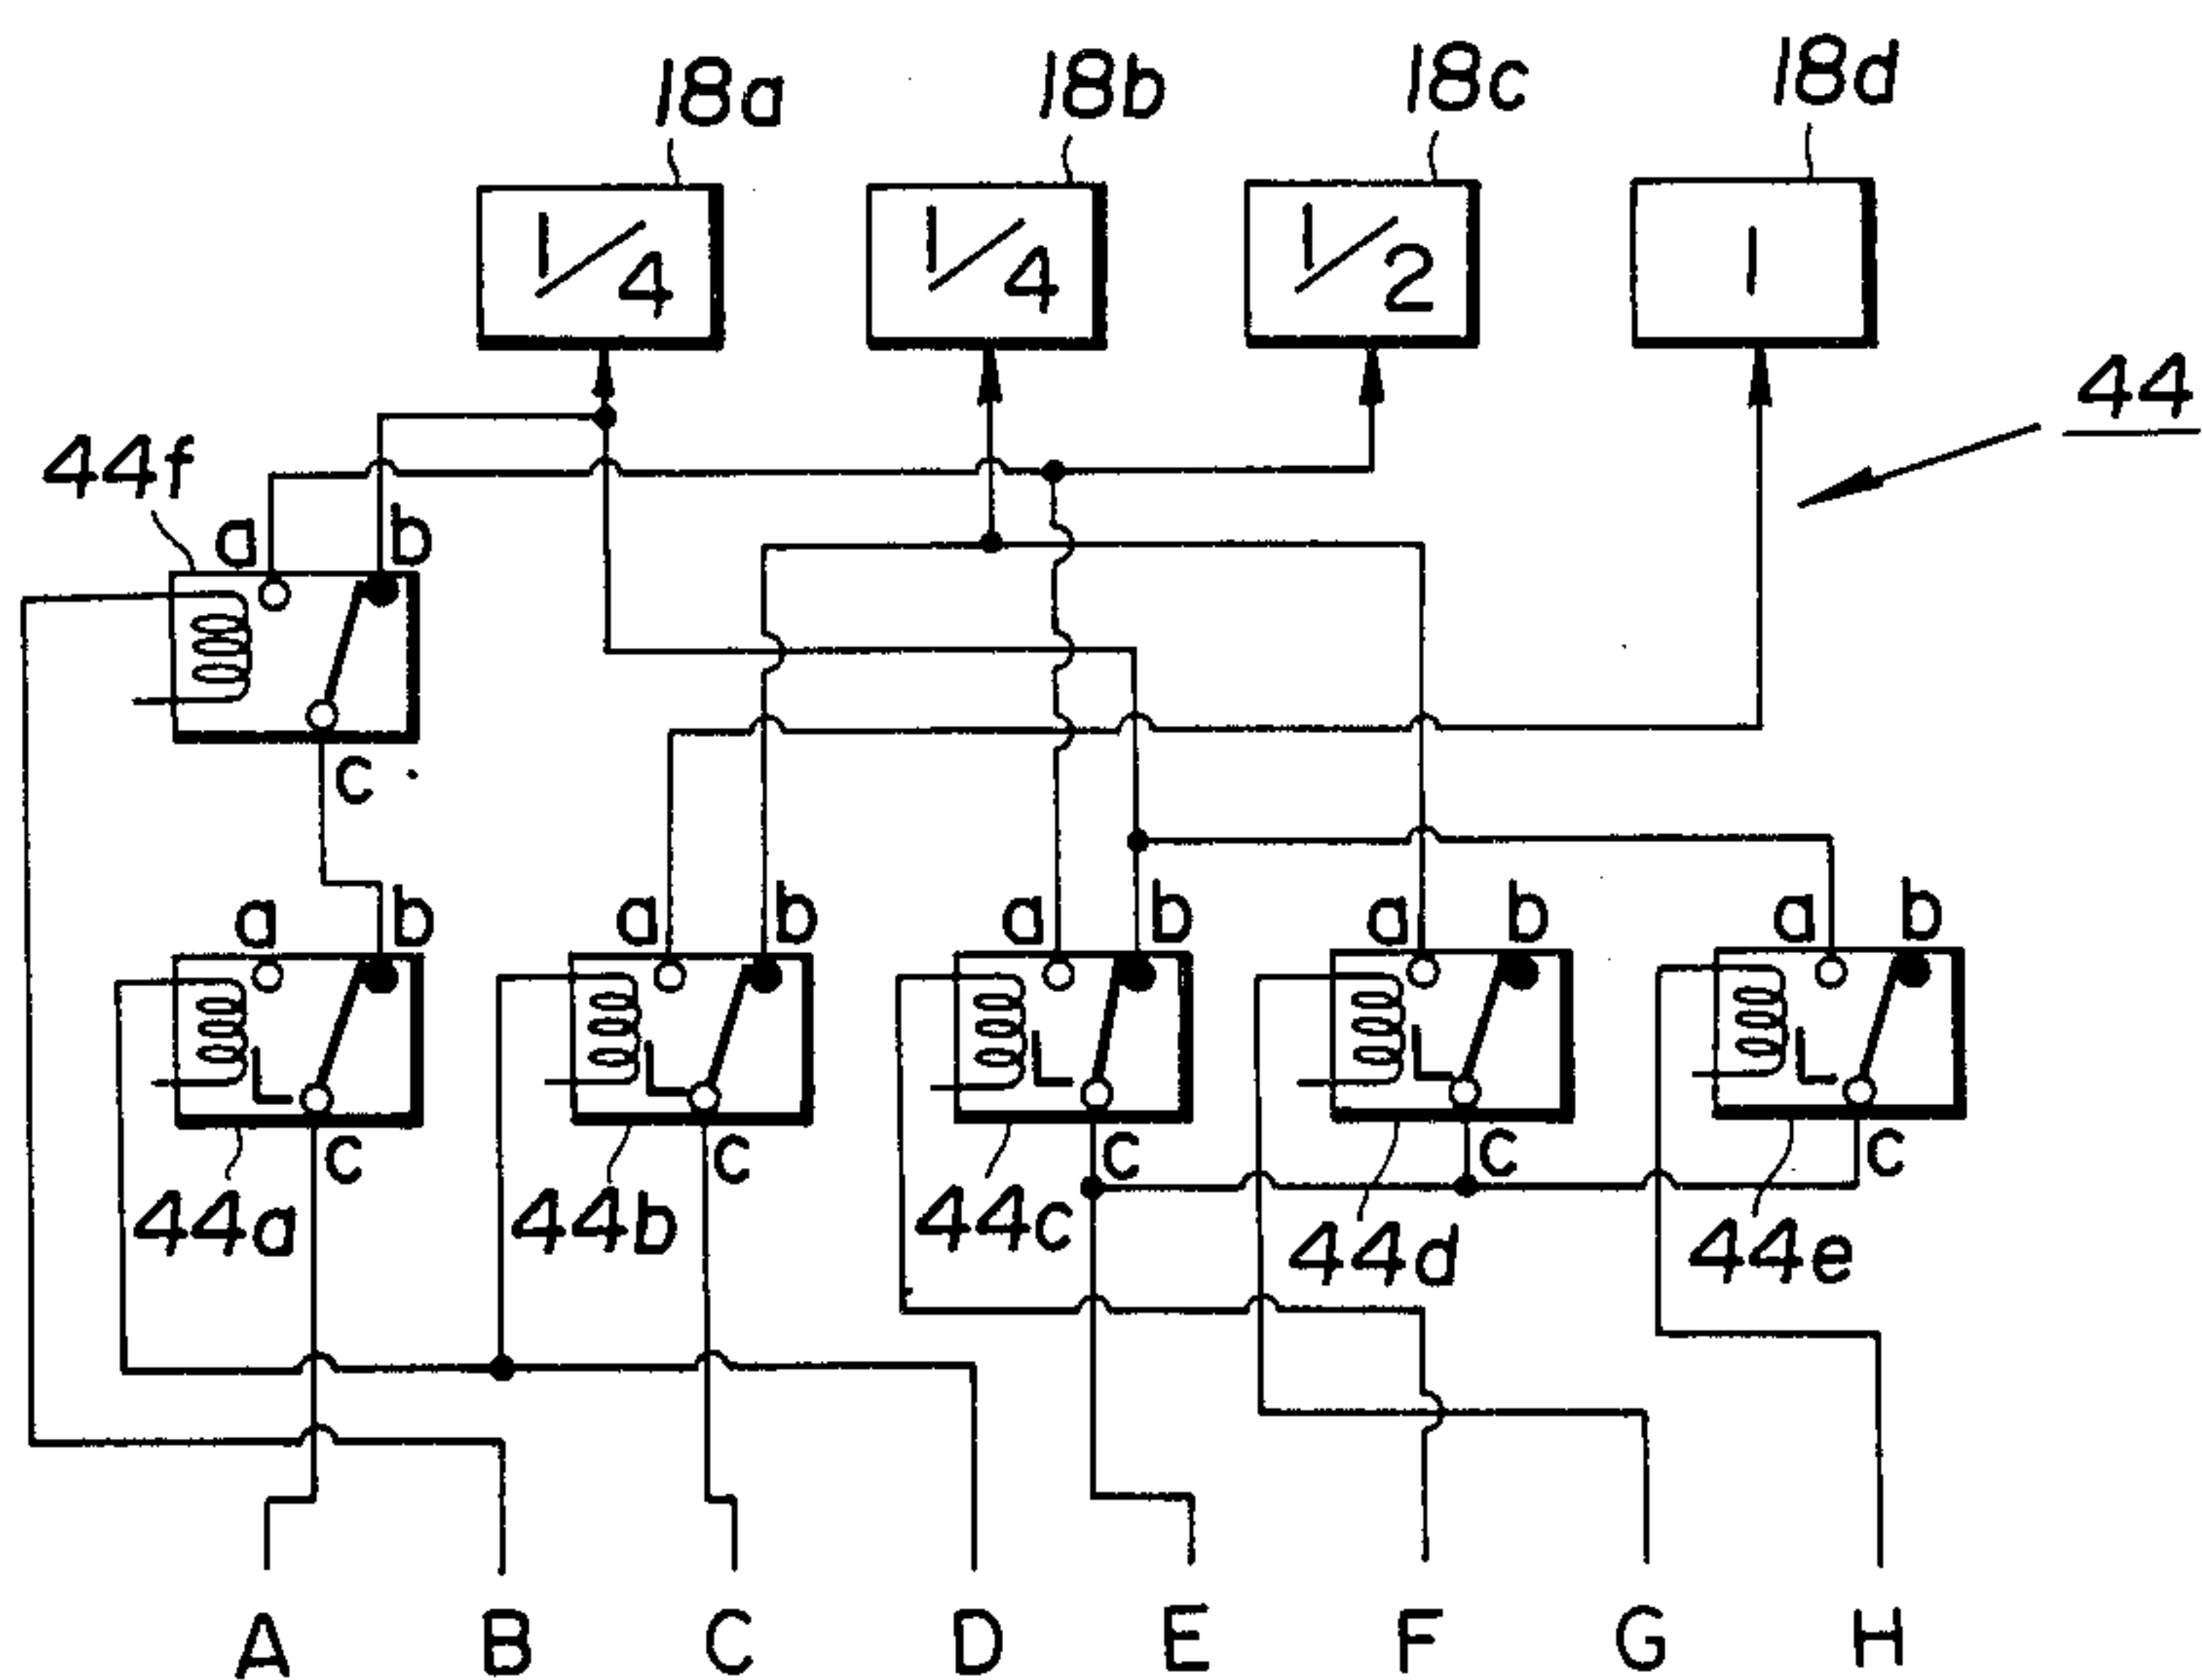 18a 18b 18c 18d
1/4 1/4 1/2 1
44
44f
a b
c
a b a b a b a b a b
c c c c c
44a 44b 44c 44d 44e
A B C D E F G H